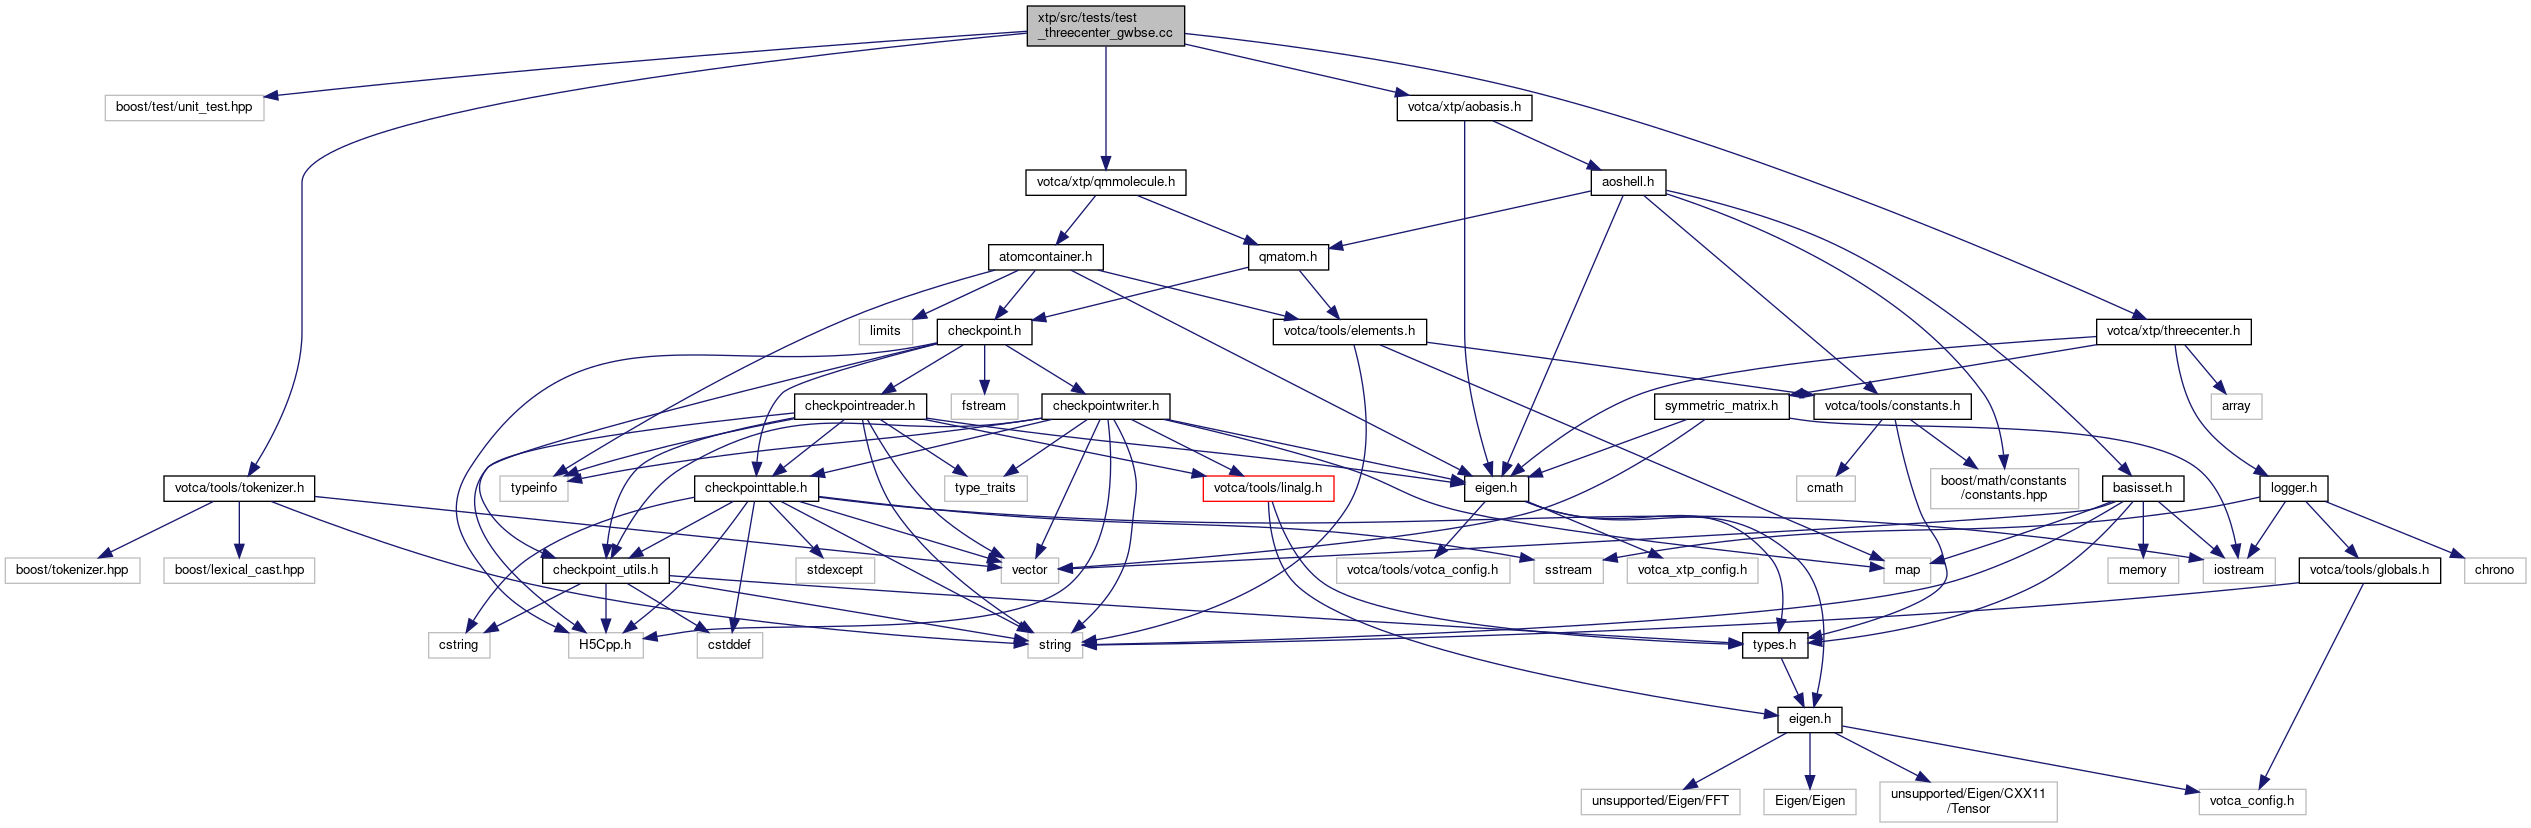 xtp/src/tests/test
_threecenter_gwbse.cc
boost/test/unit_test.hpp
votca/xtp/aobasis.h
votca/xtp/qmmolecule.h
aoshell.h
atomcontainer.h
qmatom.h
limits
checkpoint.h
votca/tools/elements.h
votca/xtp/threecenter.h
checkpointreader.h
fstream
checkpointwriter.h
symmetric_matrix.h
votca/tools/constants.h
array
votca/tools/tokenizer.h
typeinfo
checkpointtable.h
type_traits
votca/tools/linalg.h
eigen.h
cmath
boost/math/constants
/constants.hpp
basisset.h
logger.h
boost/tokenizer.hpp
boost/lexical_cast.hpp
checkpoint_utils.h
stdexcept
vector
votca/tools/votca_config.h
sstream
votca_xtp_config.h
map
memory
iostream
votca/tools/globals.h
chrono
cstring
H5Cpp.h
cstddef
string
types.h
eigen.h
unsupported/Eigen/FFT
Eigen/Eigen
unsupported/Eigen/CXX11
/Tensor
votca_config.h